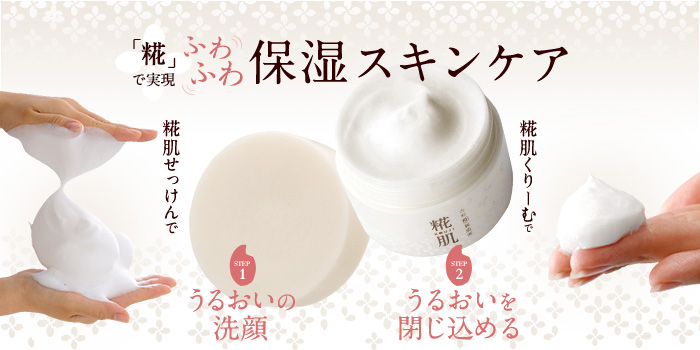 「糀」で実現
ふわふわ
保湿スキンケア
糀肌せっけんで
糀肌くりーむで
糀肌
STEP
1
うるおいの
洗顔
STEP
2
うるおいを
閉じ込める